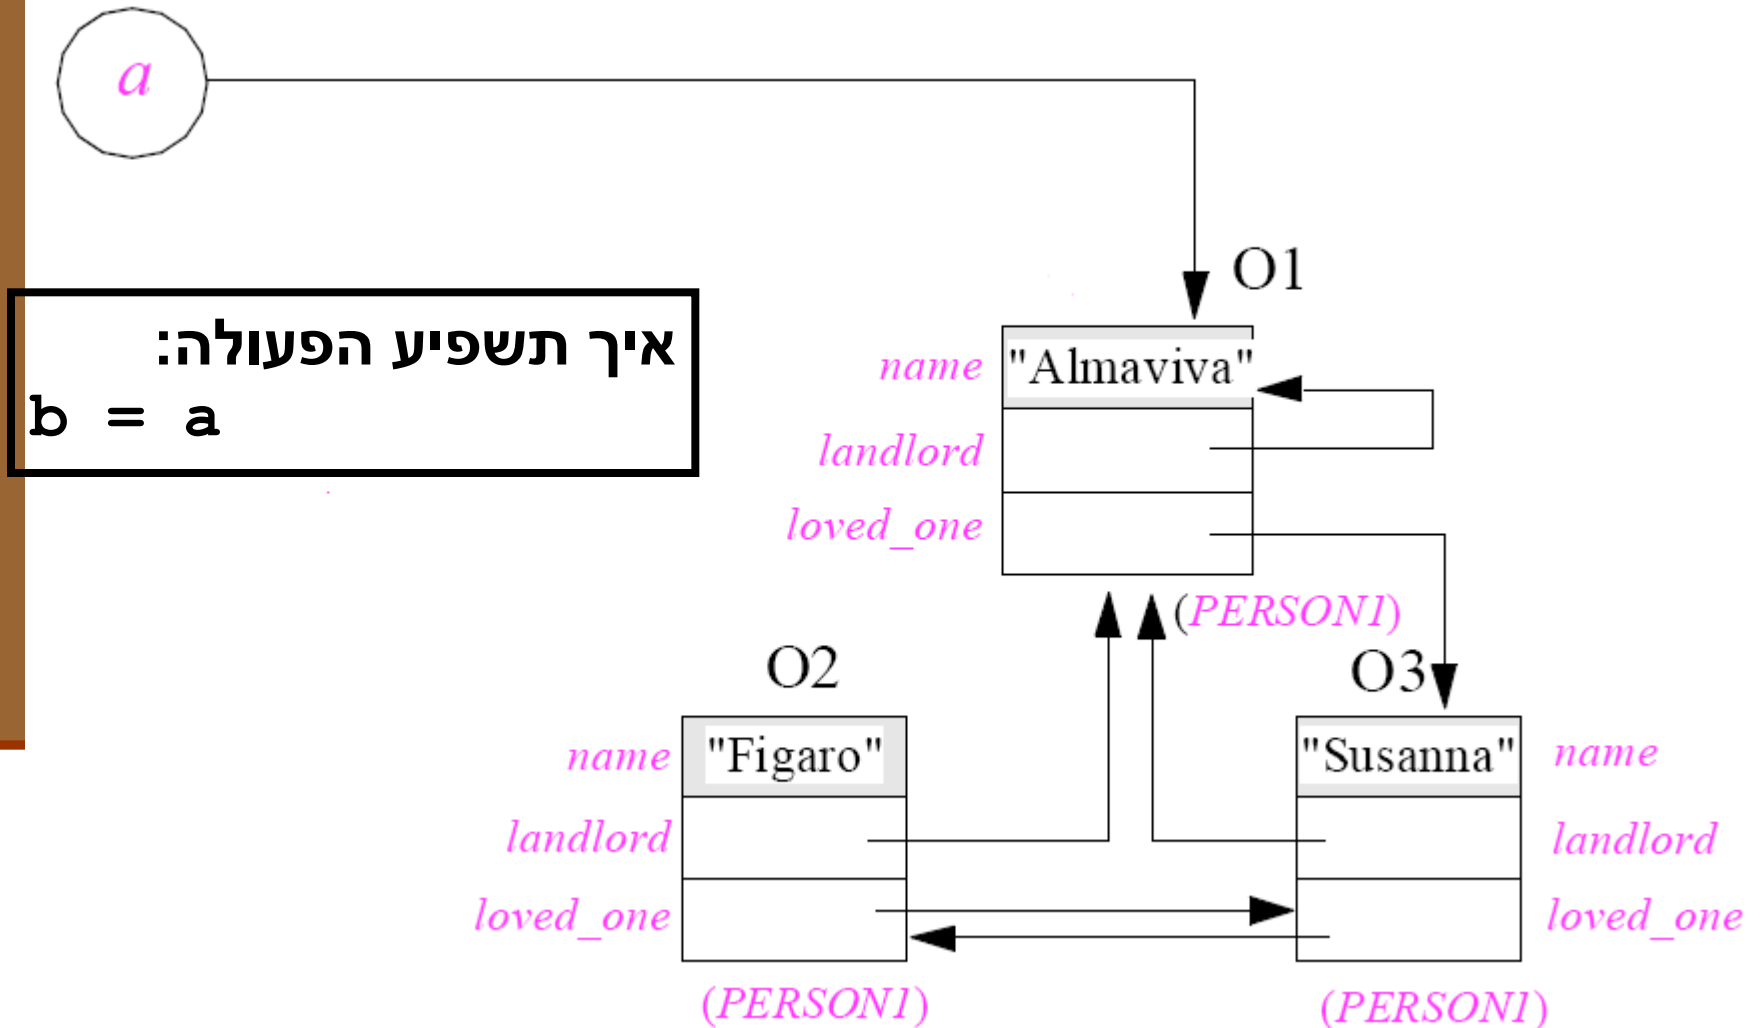 a
איך תשפיע הפעולה:
b = a
O1
name "Almaviva"
landlord
loved_one
(PERSON1)
O2
name "Figaro"
landlord
loved_one
(PERSON1)
O3
"Susanna" name
landlord
loved_one
(PERSON1)